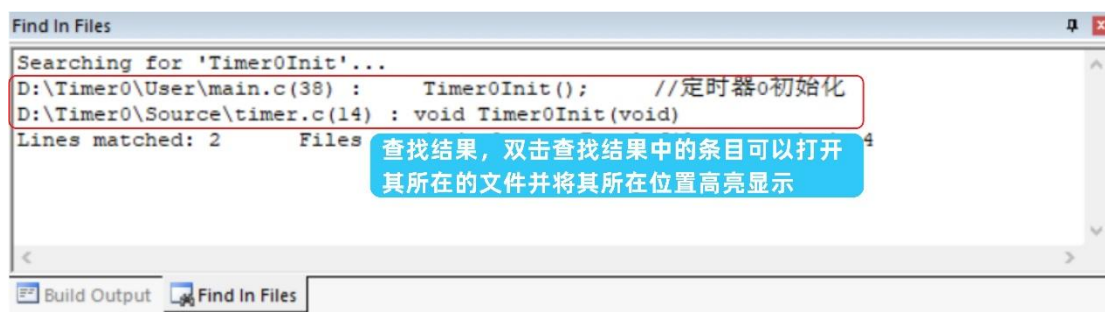 Find In Files
Searching for 'Timer0Init'...
D:\Timer0\User\main.c(38) :     Timer0Init();     //定时器0初始化
D:\Timer0\Source\timer.c(14) : void Timer0Init(void)
Lines matched: 2     Files 4
查找结果，双击查找结果中的条目可以打开
其所在的文件并将其所在位置高亮显示
Build Output Find In Files